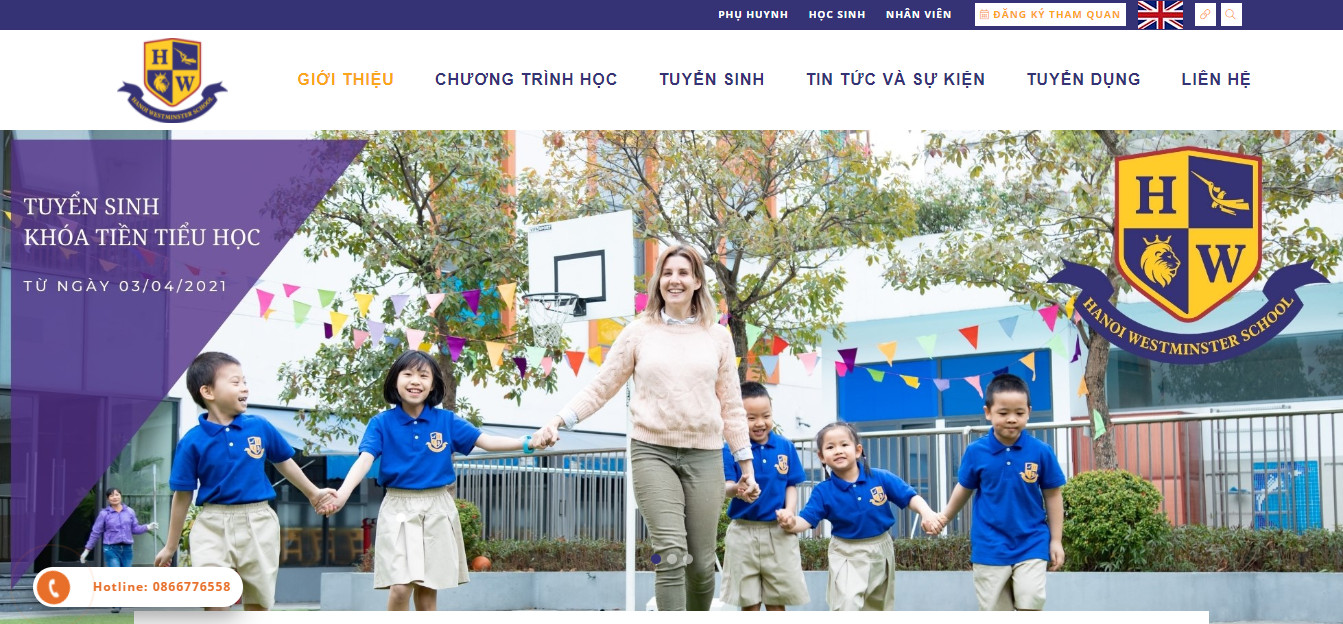 PHỤ HUYNH HỌC SINH NHÂN VIÊN ĐĂNG KÝ THAM QUAN
H
W
HANOI WESTMINSTER SCHOOL
GIỚI THIỆU CHƯƠNG TRÌNH HỌC TUYỂN SINH TIN TỨC VÀ SỰ KIỆN TUYỂN DỤNG LIÊN HỆ
TUYỂN SINH
KHÓA TIỀN TIỂU HỌC
TỪ NGÀY 03/04/2021
H
W
HANOI WESTMINSTER SCHOOL
Hotline: 0866776558